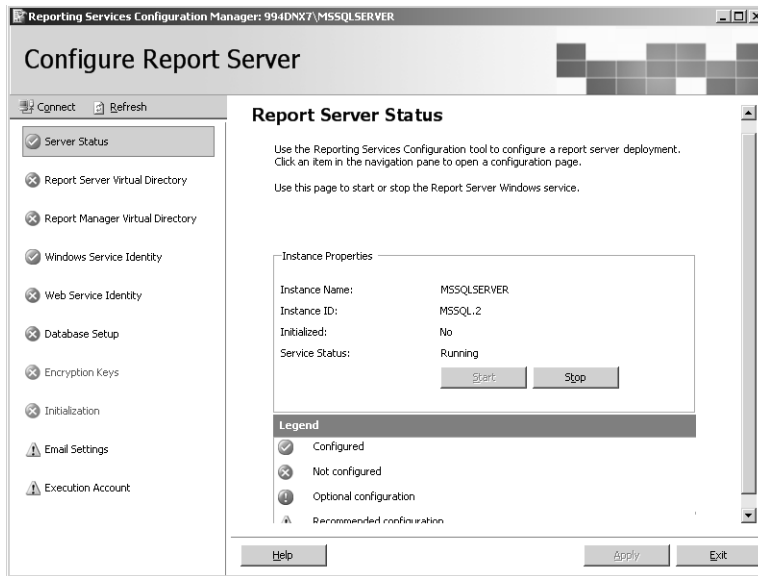 Reporting Services Configuration Manager: 994DNX7\MSSQLSERVER
Configure Report Server
Connect Refresh
Server Status
Report Server Virtual Directory
Report Manager Virtual Directory
Windows Service Identity
Web Service Identity
Database Setup
Encryption Keys
Initialization
Email Settings
Execution Account
Report Server Status
Use the Reporting Services Configuration tool to configure a report server deployment.
Click an item in the navigation pane to open a configuration page.
Use this page to start or stop the Report Server Windows service.
Instance Properties
Instance Name: MSSQLSERVER
Instance ID: MSSQL.2
Initialized: No
Service Status: Running
Start Stop
Legend
Configured
Not configured
Optional configuration
Recommended configuration
Help Apply Exit